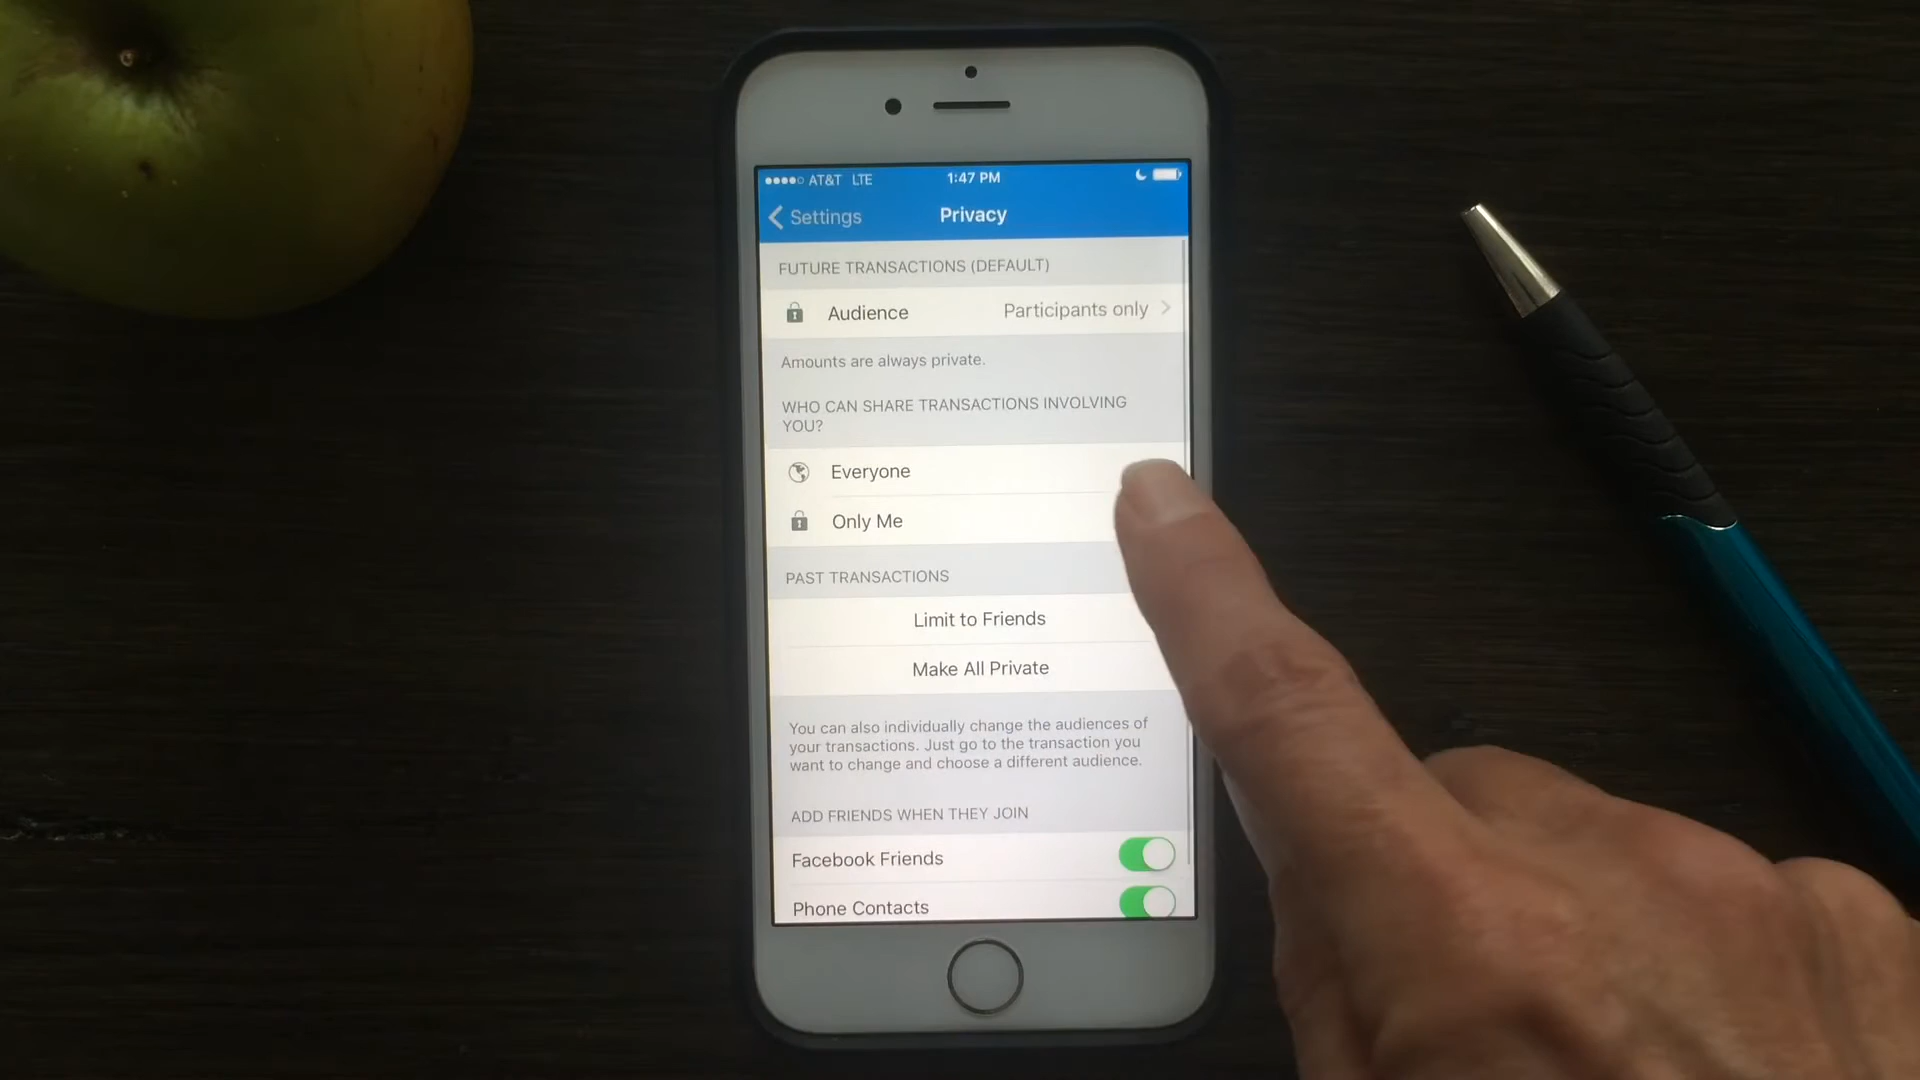 AT&T LTE 1:47 PM
Settings Privacy
FUTURE TRANSACTIONS (DEFAULT)
Audience Participants only
Amounts are always private.
WHO CAN SHARE TRANSACTIONS INVOLVING
YOU?
Everyone
Only Me
PAST TRANSACTIONS
Limit to Friends
Make All Private
You can also individually change the audiences of
your transactions. Just go to the transaction you
want to change and choose a different audience.
ADD FRIENDS WHEN THEY JOIN
Facebook Friends
Phone Contacts